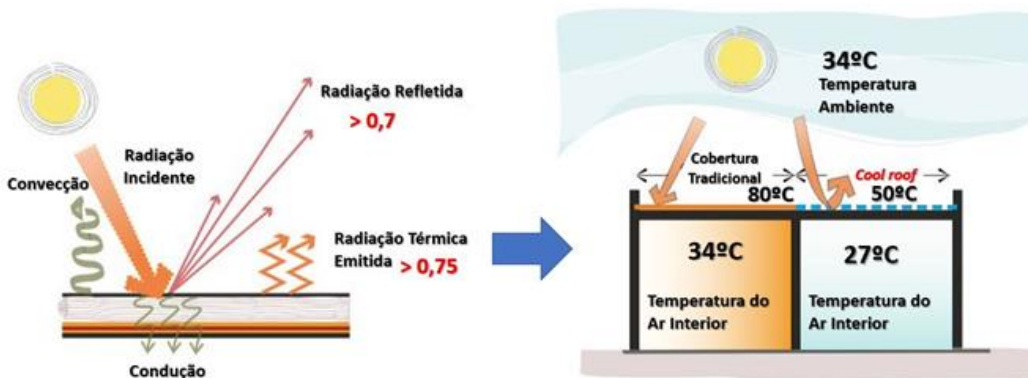 Radiação Refletida
> 0,7
Radiação
Incidente
Convecção
Radiação Térmica
Emitida > 0,75
Condução
34ºC
Temperatura
Ambiente
Cobertura
Tradicional
Cool roof
80ºC
50ºC
34ºC
27ºC
Temperatura do
Ar Interior
Temperatura do
Ar Interior